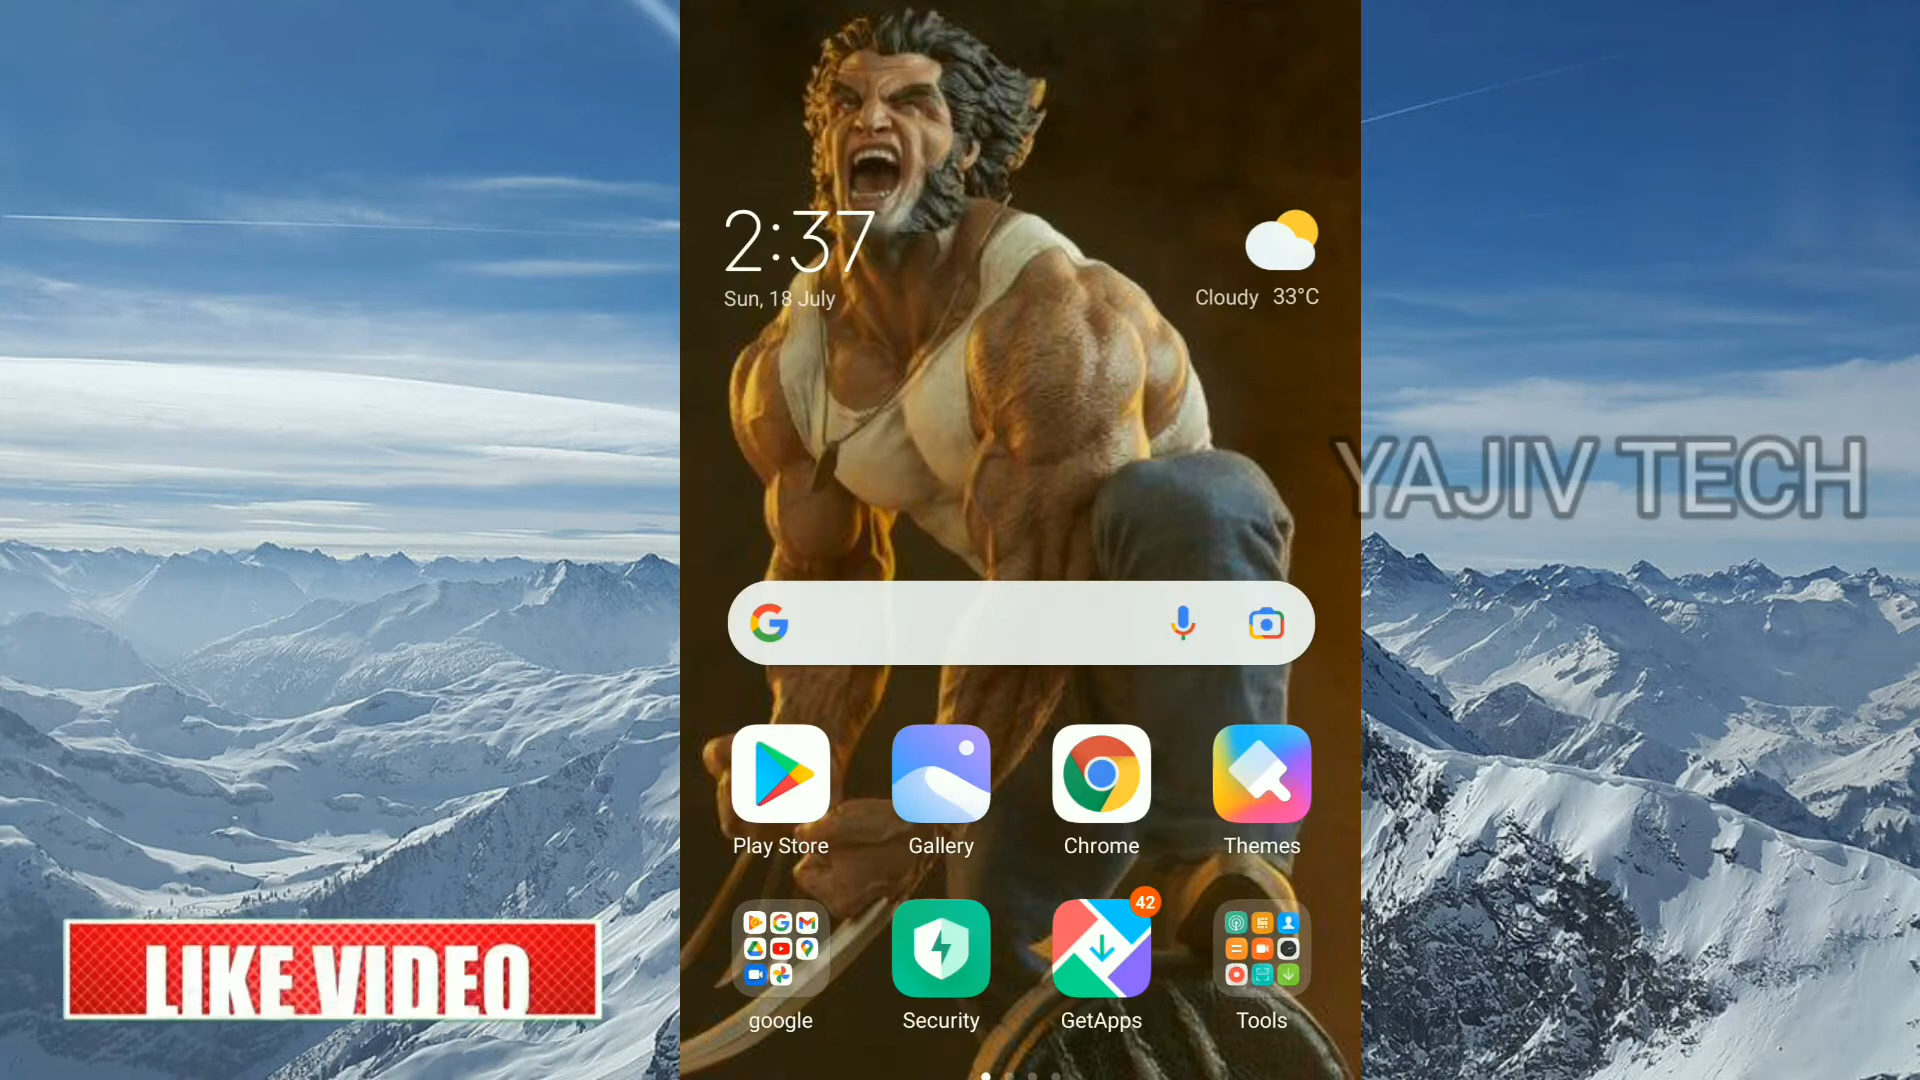 2:37
Sun, 18 July
Cloudy 33°C
YAJIV TECH
Play Store
Gallery
Chrome
Themes
42
google
Security
GetApps
Tools
LIKE VIDEO